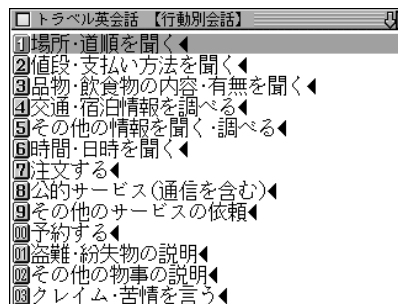 トラベル英会話 【行動別会話】
1場所･道順を聞く◀
2値段･支払い方法を聞く◀
3品物･飲食物の内容･有無を聞く◀
4交通･宿泊情報を調べる◀
5その他の情報を聞く･調べる◀
6時間･日時を聞く◀
7注文する◀
8公的サービス(通信を含む)◀
9その他のサービスの依頼◀
00予約する◀
01盗難･紛失物の説明◀
02その他の物事の説明◀
03クレイム･苦情を言う◀